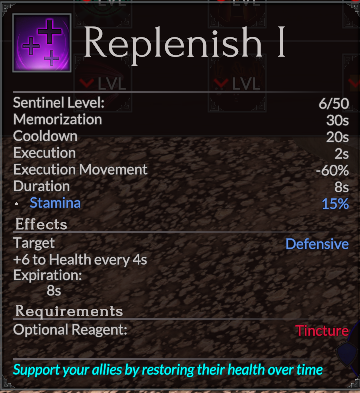 Replenish I
LVL LVL
Sentinel Level: 6/50
Memorization 30s
Cooldown 20s
Execution 2s
Execution Movement -60%
Duration 8s
· Stamina 15%
Effects
Target Defensive
+6 to Health every 4s
Expiration:
8s
Requirements
Optional Reagent: Tincture
Support your allies by restoring their health over time